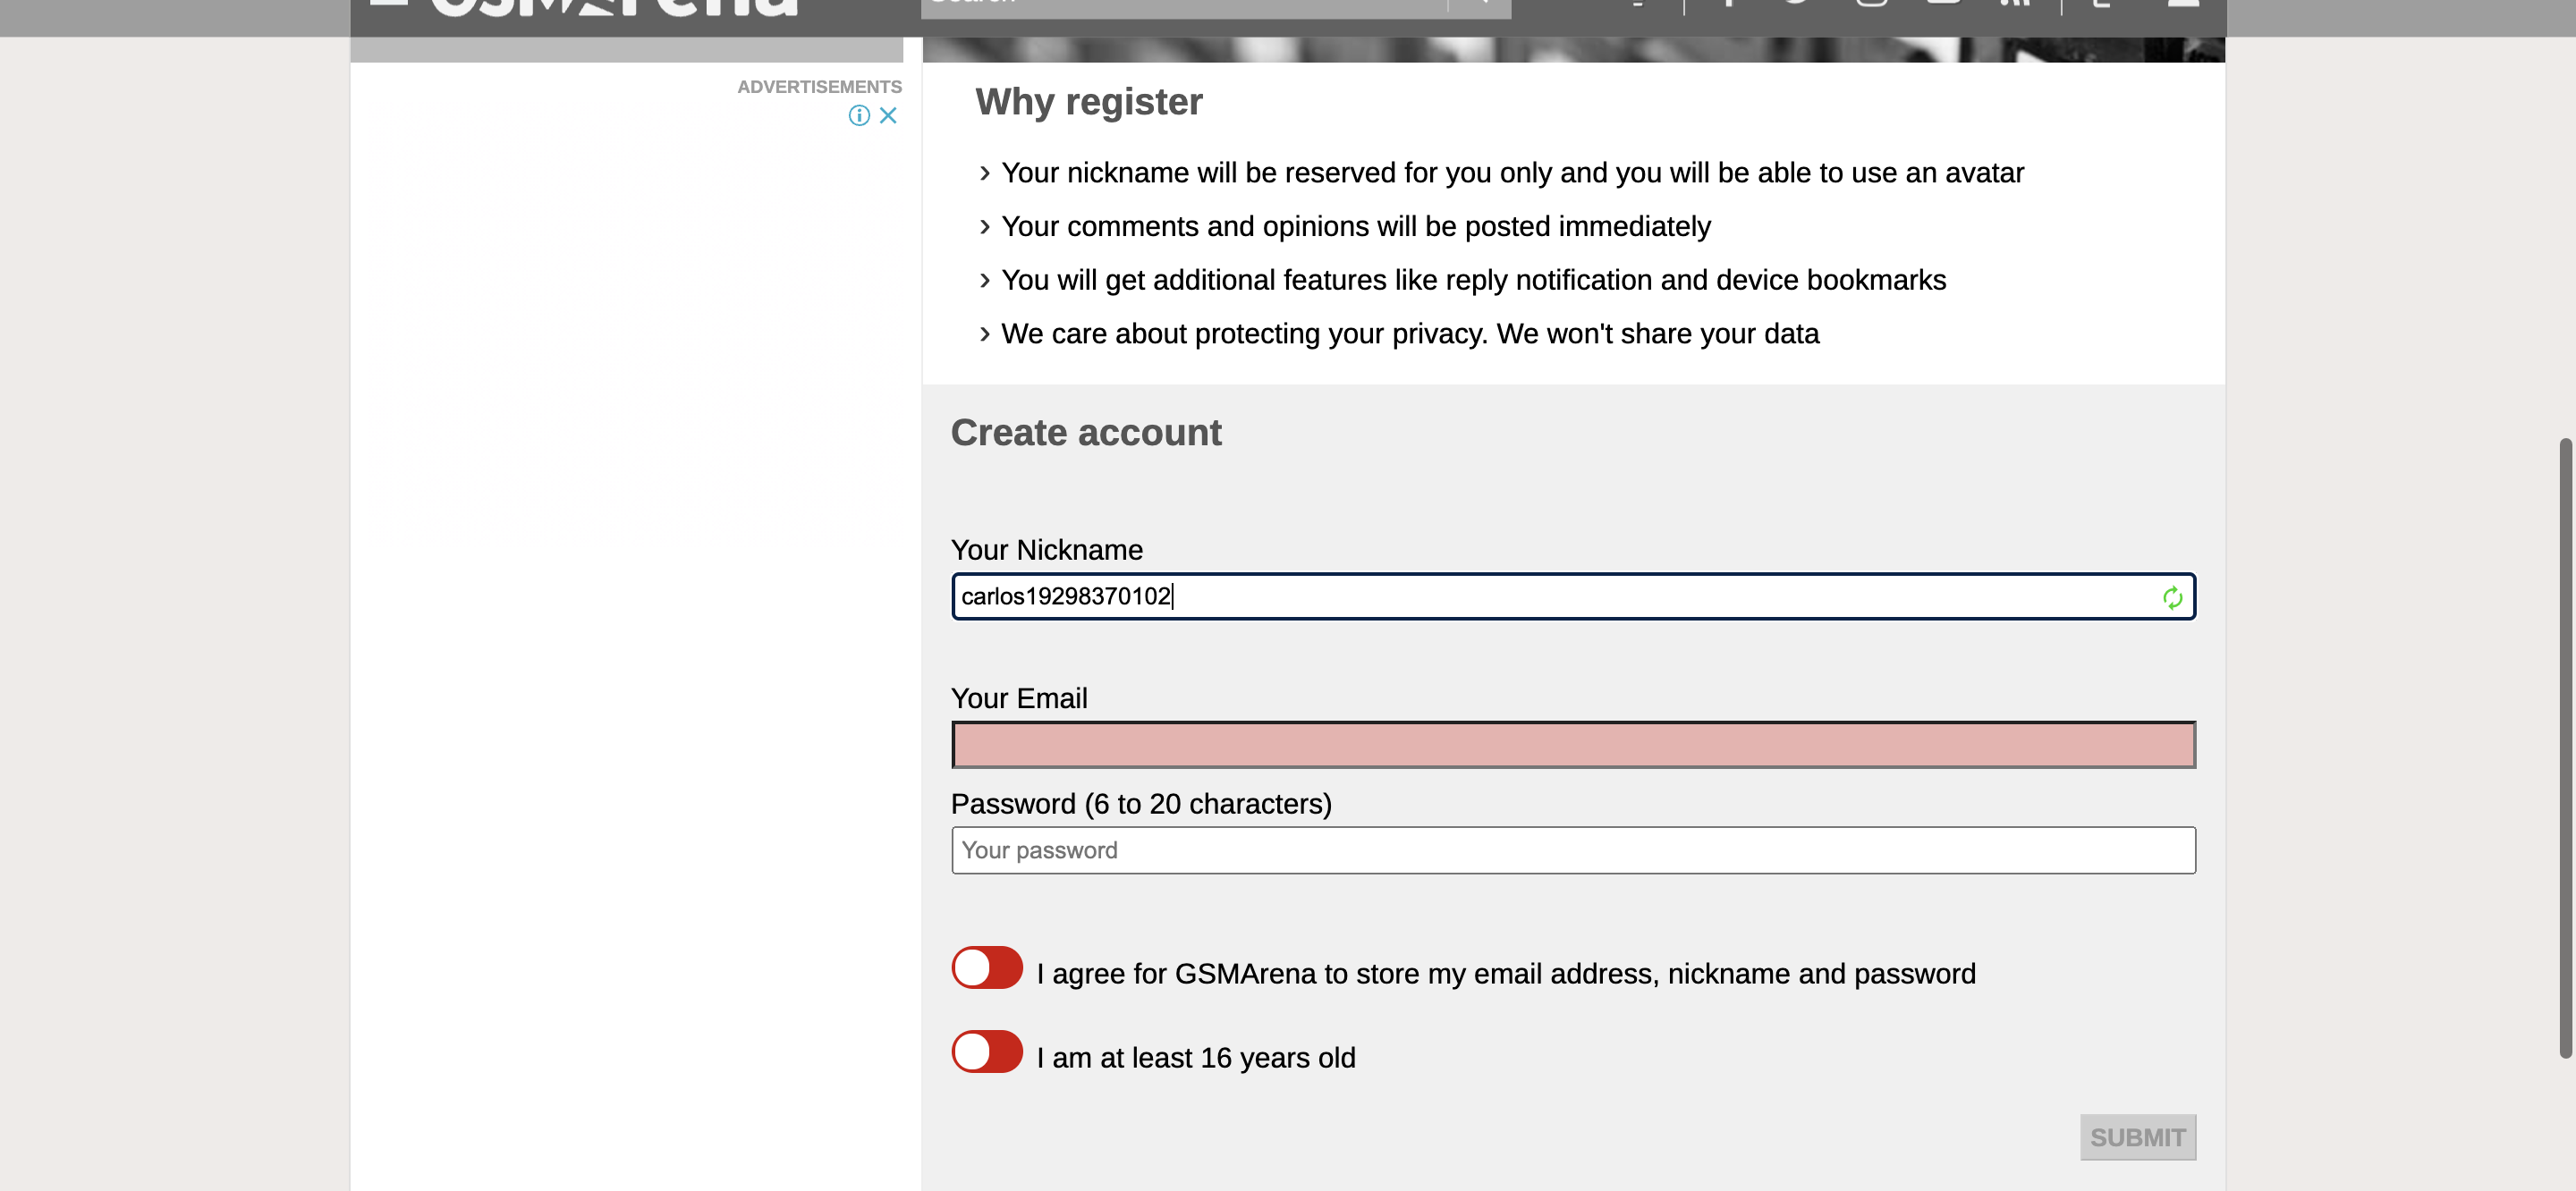 ADVERTISEMENTS
Why register
› Your nickname will be reserved for you only and you will be able to use an avatar
› Your comments and opinions will be posted immediately
› You will get additional features like reply notification and device bookmarks
› We care about protecting your privacy. We won't share your data
Create account
Your Nickname
carlos19298370102
Your Email
Password (6 to 20 characters)
Your password
I agree for GSMArena to store my email address, nickname and password
I am at least 16 years old
SUBMIT